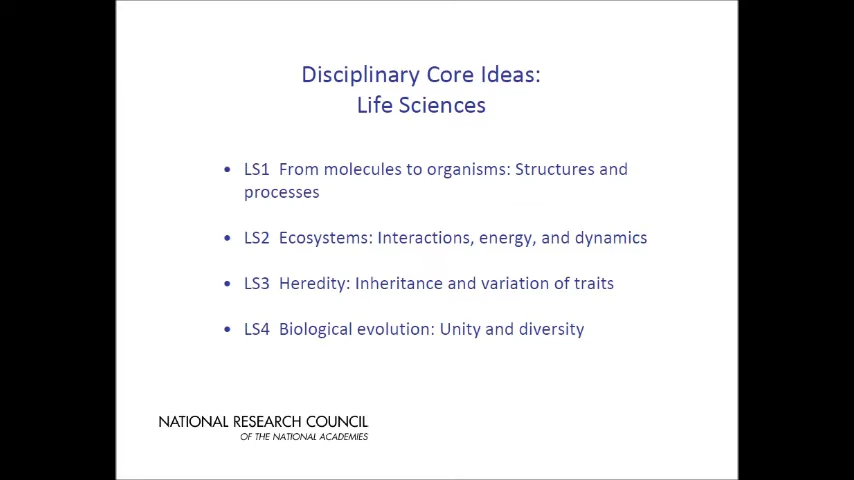 Disciplinary Core Ideas:
Life Sciences
• LS1 From molecules to organisms: Structures and
processes
• LS2 Ecosystems: Interactions, energy, and dynamics
• LS3 Heredity: Inheritance and variation of traits
• LS4 Biological evolution: Unity and diversity
NATIONAL RESEARCH COUNCIL
OF THE NATIONAL ACADEMIES